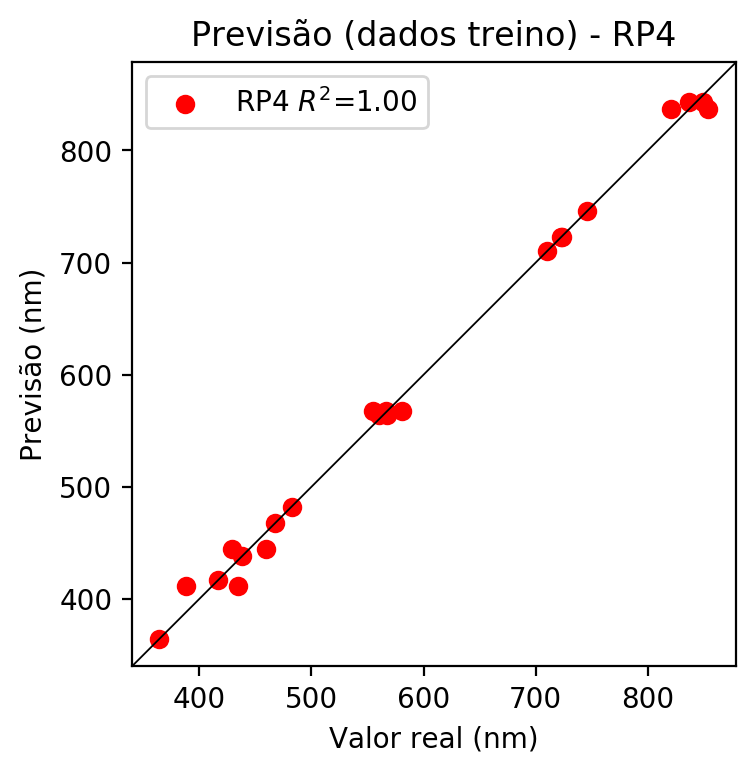 Previsão (dados treino) - RP4
RP4 R²=1.00
800
700
600
500
400
Previsão (nm)
400 500 600 700 800
Valor real (nm)